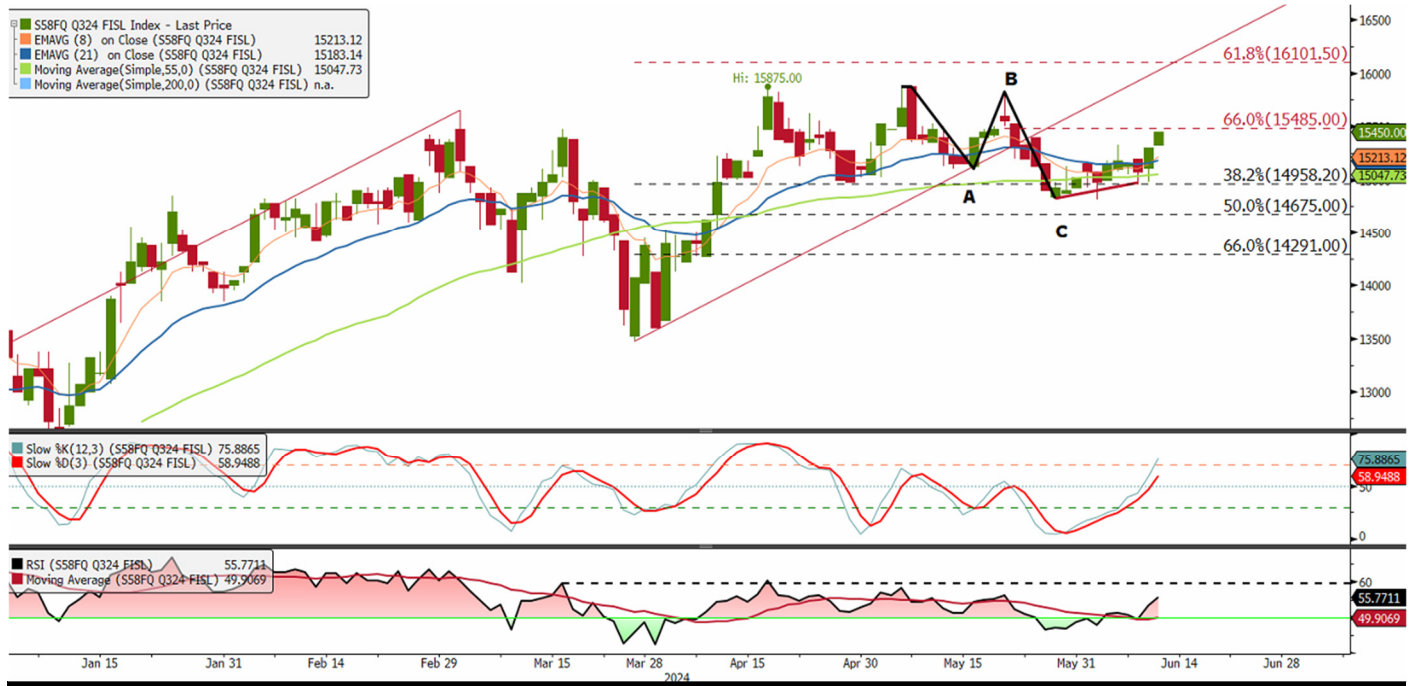 S58FQ Q324 FISL Index - Last Price
EMAVG (8) on Close (S58FQ Q324 FISL) 15213.12
EMAVG (21) on Close (S58FQ Q324 FISL) 15183.14
Moving Average(Simple,55,0) (S58FQ Q324 FISL) 15047.73
Moving Average(Simple,200,0) (S58FQ Q324 FISL) n.a.
16500
61.8%(16101.50)
Hi: 15875.00
16000
B
66.0%(15485.00)
15450.00
15213.12
38.2%(14958.20)
15047.73
A
50.0%(14675.00)
C
14500
66.0%(14291.00)
14000
13500
13000
Slow %K(12,3) (S58FQ Q324 FISL) 75.8865
Slow %D(3) (S58FQ Q324 FISL) 58.9488
75.8865
58.9488
50
0
RSI (S58FQ Q324 FISL) 55.7711
Moving Average (S58FQ Q324 FISL) 49.9069
60
55.7711
49.9069
30
Jan 15 Jan 31 Feb 14 Feb 29 Mar 15 Mar 28 Apr 15 Apr 30 May 15 May 31 Jun 14 Jun 28
2024